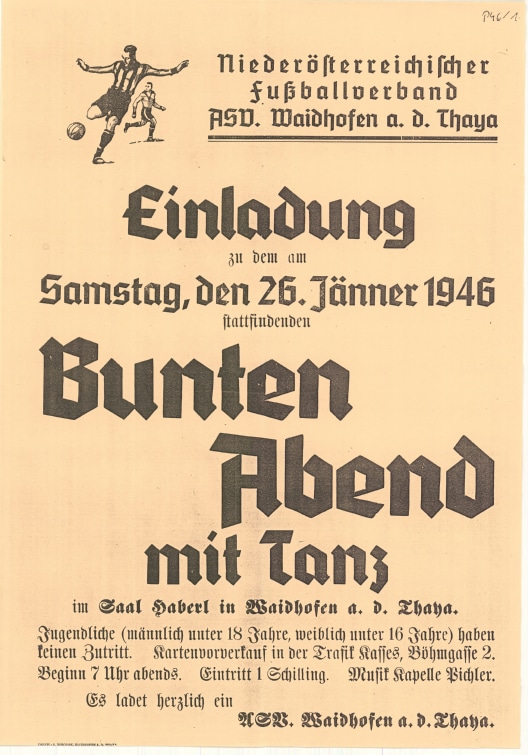 P46/1
Niederösterreichischer
Fußballverband
ASV. Waidhofen a. d. Thaya
Einladung
zu dem am
Samstag, den 26. Jänner 1946
stattfindenden
Bunten
Abend
mit Tanz
im Saal Haberl in Waidhofen a. d. Thaya.
Jugendliche (männlich unter 18 Jahre, weiblich unter 16 Jahre) haben
keinen Zutritt. Kartenvorverkauf in der Trafik Kasses, Böhmgasse 2.
Beginn 7 Uhr abends. Eintritt 1 Schilling. Musik Kapelle Pichler.
Es ladet herzlich ein
ASV. Waidhofen a. d. Thaya.